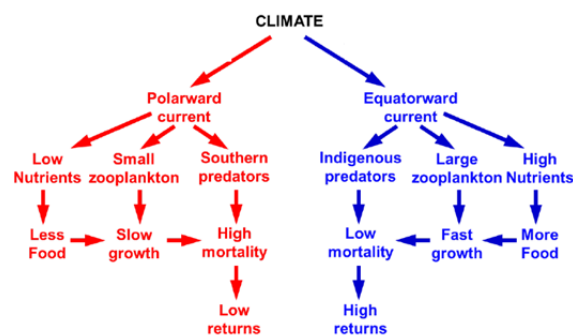 CLIMATE
Polarward
current
Equatorward
current
Low
Nutrients
Small
zooplankton
Southern
predators
Indigenous
predators
Large
zooplankton
High
Nutrients
Less
Food
Slow
growth
High
mortality
Low
mortality
Fast
growth
More
Food
Low
returns
High
returns